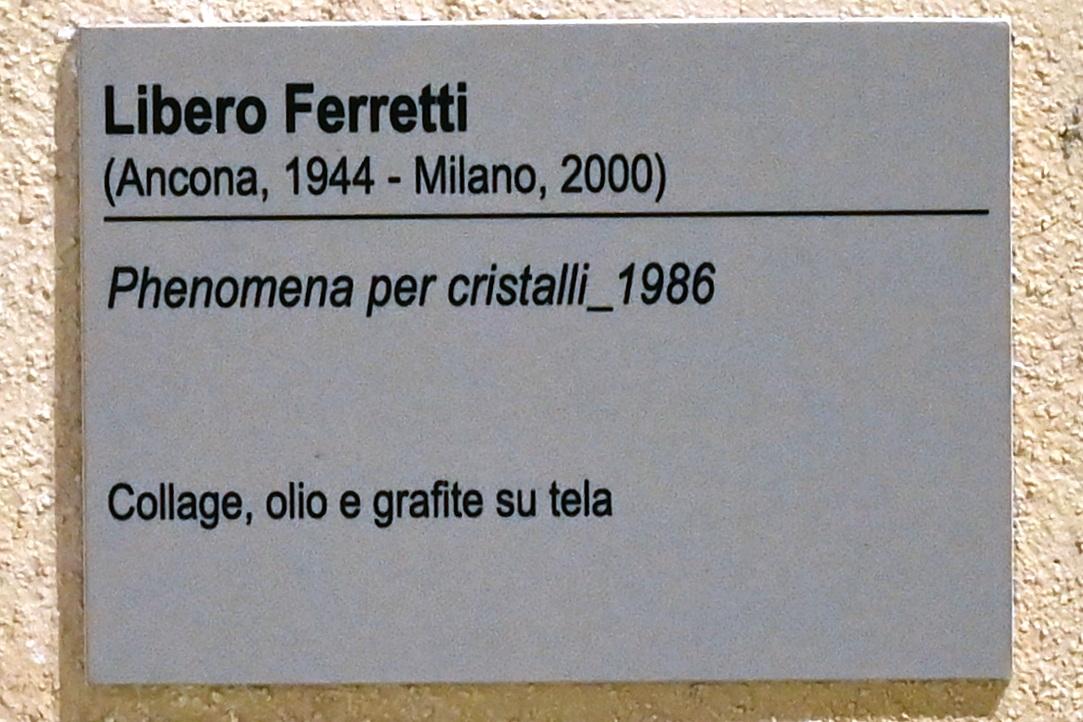 Libero Ferretti
(Ancona, 1944 - Milano, 2000)
Phenomena per cristalli_1986
Collage, olio e grafite su tela